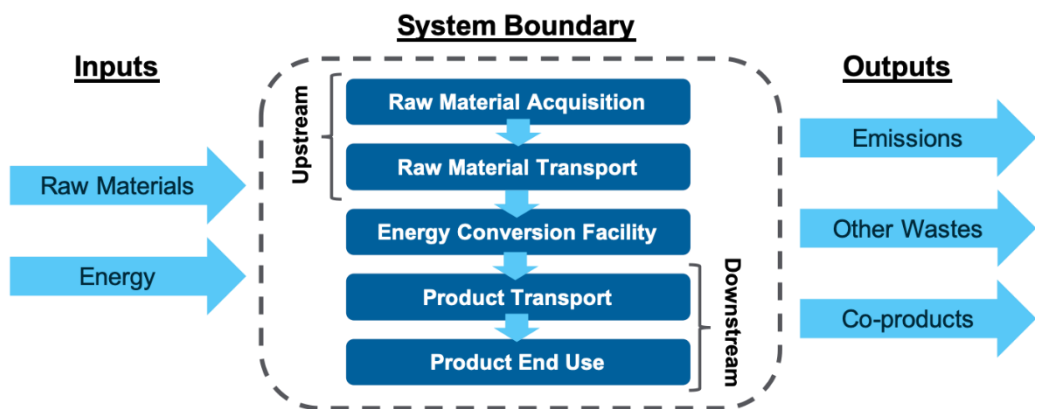 System Boundary
Inputs
Outputs
Upstream
Raw Material Acquisition
Raw Material Transport
Energy Conversion Facility
Product Transport
Product End Use
Downstream
Raw Materials
Energy
Emissions
Other Wastes
Co-products